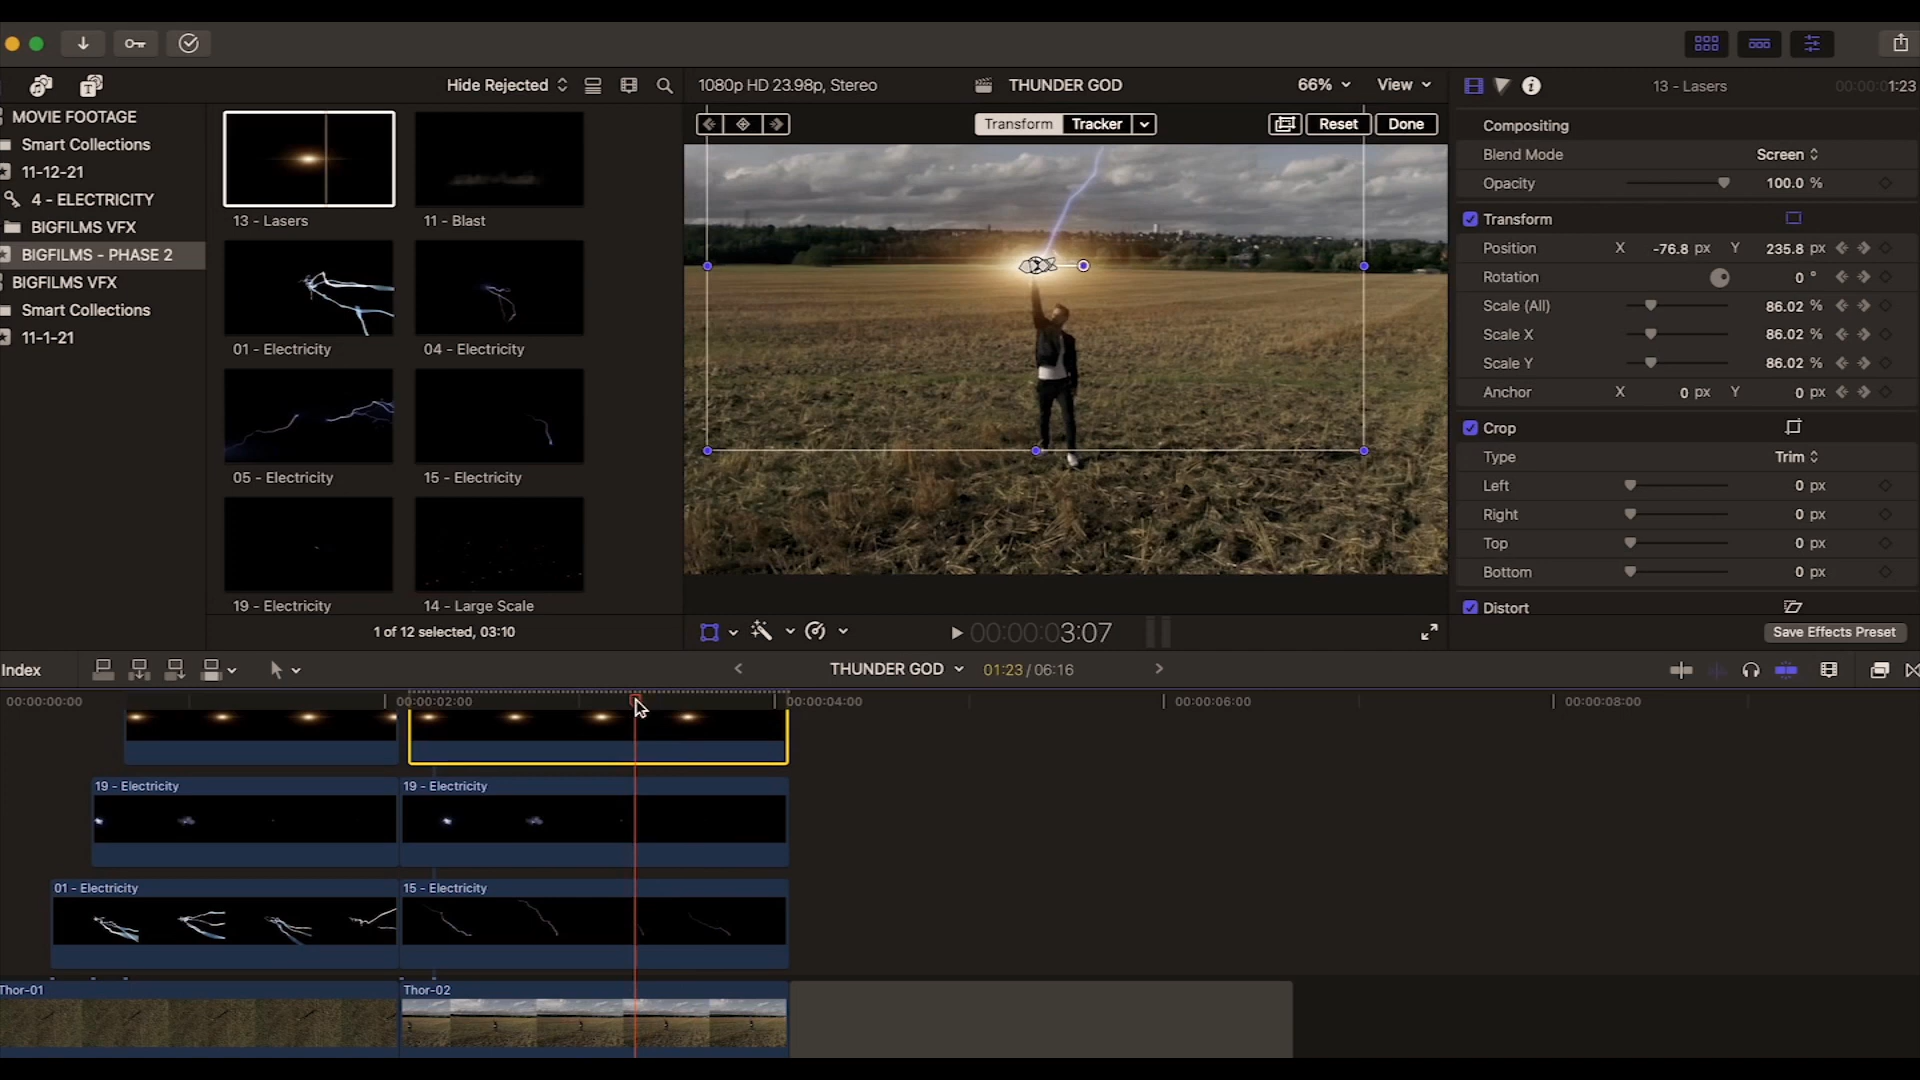 Hide Rejected
1080p HD 23.98p, Stereo
THUNDER GOD
66%
View
13 - Lasers
00:00:01:23
MOVIE FOOTAGE
Smart Collections
11-12-21
4 - ELECTRICITY
BIGFILMS VFX
BIGFILMS - PHASE 2
BIGFILMS VFX
Smart Collections
11-1-21
13 - Lasers
11 - Blast
01 - Electricity
04 - Electricity
05 - Electricity
15 - Electricity
19 - Electricity
14 - Large Scale
1 of 12 selected, 03:10
Transform
Tracker
Reset
Done
Compositing
Blend Mode Screen
Opacity 100.0 %
Transform
Position X -76.8 px Y 235.8 px
Rotation 0 °
Scale (All) 86.02 %
Scale X 86.02 %
Scale Y 86.02 %
Anchor X 0 px Y 0 px
Crop
Type Trim
Left 0 px
Right 0 px
Top 0 px
Bottom 0 px
Distort
Save Effects Preset
00:00:03:07
Index
THUNDER GOD
01:23 / 06:16
00:00:00:00
00:00:02:00
00:00:04:00
00:00:06:00
00:00:08:00
19 - Electricity
19 - Electricity
01 - Electricity
15 - Electricity
Thor-01
Thor-02